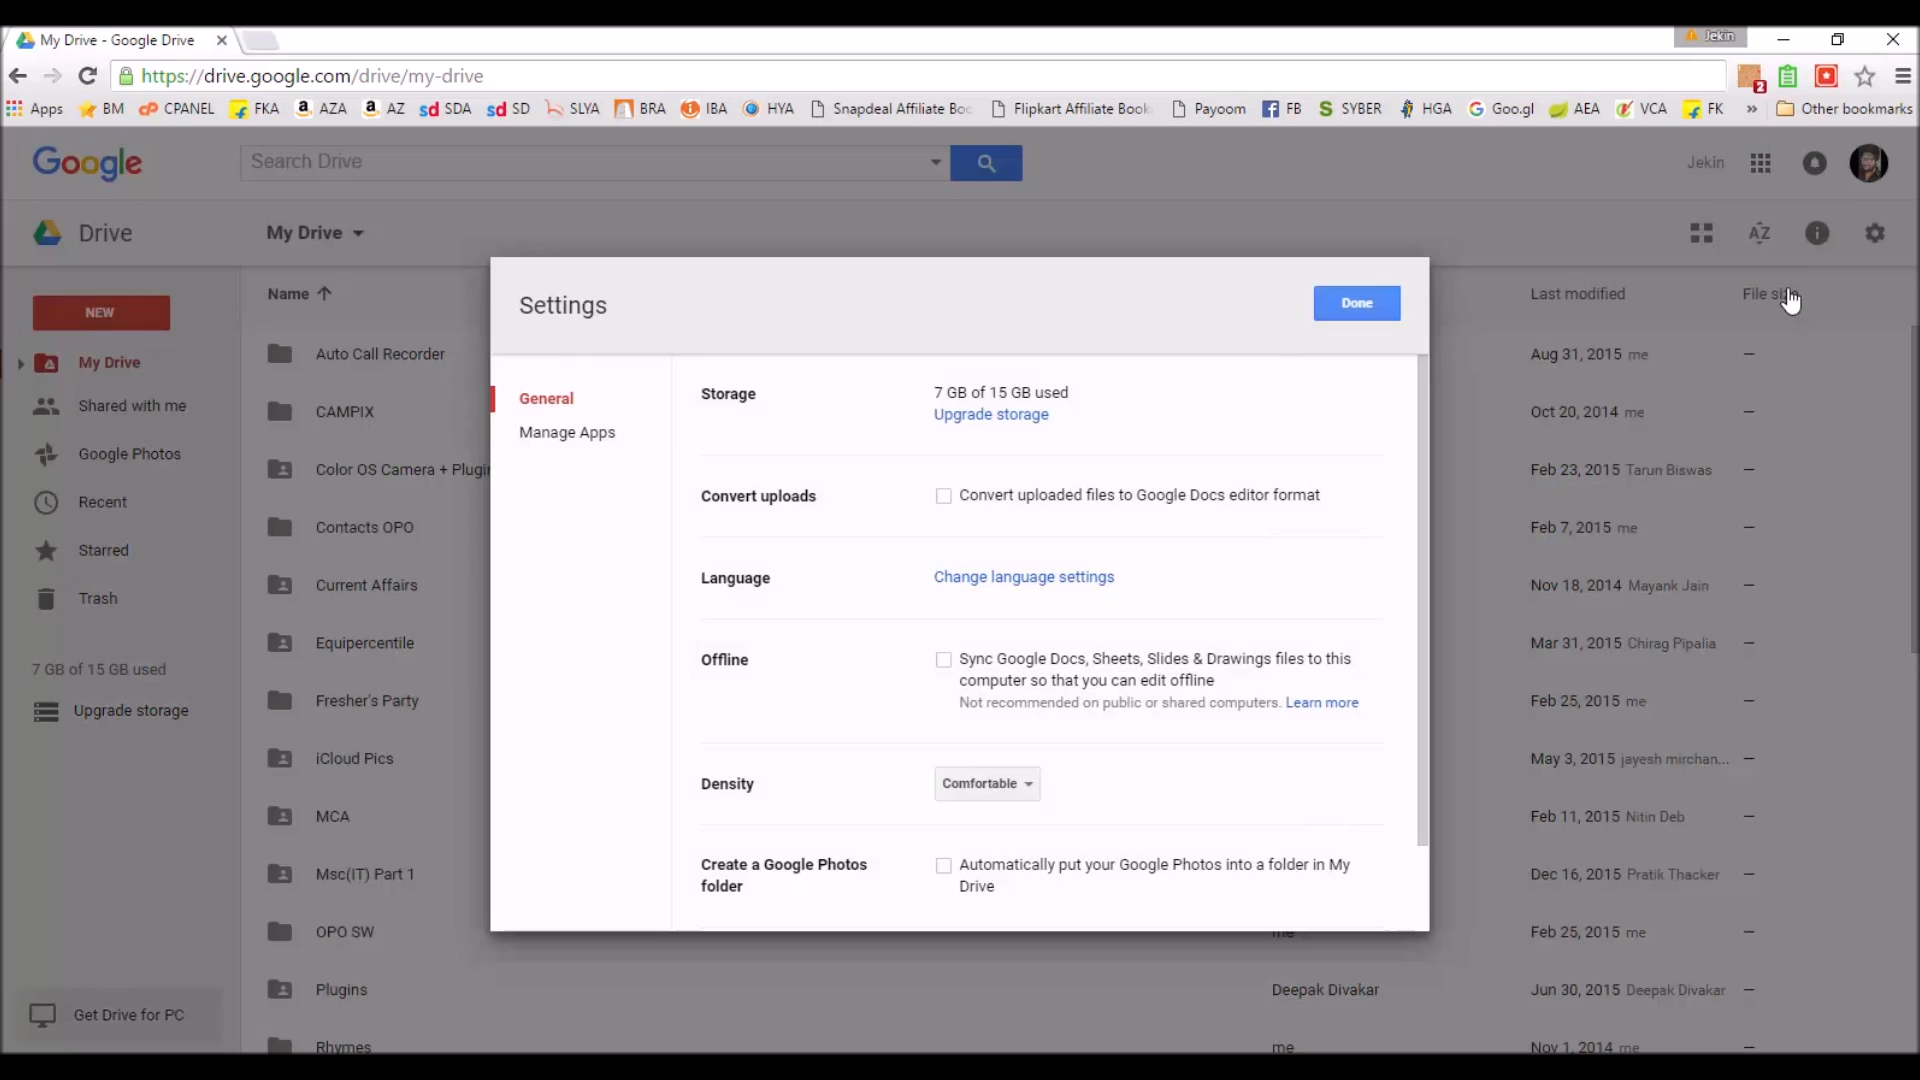 My Drive - Google Drive
Jekin
https://drive.google.com/drive/my-drive
2
Apps BM CPANEL FKA AZA AZ SDA SD SLYA BRA IBA HYA Snapdeal Affiliate Boo Flipkart Affiliate Book Payoom FB SYBER HGA Goo.gl AEA VCA FK » Other bookmarks
Google Search Drive Jekin
Drive My Drive AZ
Name Last modified File size
NEW
My Drive
Shared with me
Google Photos
Recent
Starred
Trash
7 GB of 15 GB used
Upgrade storage
Get Drive for PC
Auto Call Recorder Aug 31, 2015 me –
CAMPIX Oct 20, 2014 me –
Color OS Camera + Plugin Feb 23, 2015 Tarun Biswas –
Contacts OPO Feb 7, 2015 me –
Current Affairs Nov 18, 2014 Mayank Jain –
Equipercentile Mar 31, 2015 Chirag Pipalia –
Fresher's Party Feb 25, 2015 me –
iCloud Pics May 3, 2015 jayesh mirchan... –
MCA Feb 11, 2015 Nitin Deb –
Msc(IT) Part 1 Dec 16, 2015 Pratik Thacker –
OPO SW me Feb 25, 2015 me –
Plugins Deepak Divakar Jun 30, 2015 Deepak Divakar –
Rhymes me Nov 1, 2014 me –
Settings Done
General
Manage Apps
Storage 7 GB of 15 GB used
Upgrade storage
Convert uploads Convert uploaded files to Google Docs editor format
Language Change language settings
Offline Sync Google Docs, Sheets, Slides & Drawings files to this
computer so that you can edit offline
Not recommended on public or shared computers. Learn more
Density Comfortable
Create a Google Photos Automatically put your Google Photos into a folder in My
folder Drive